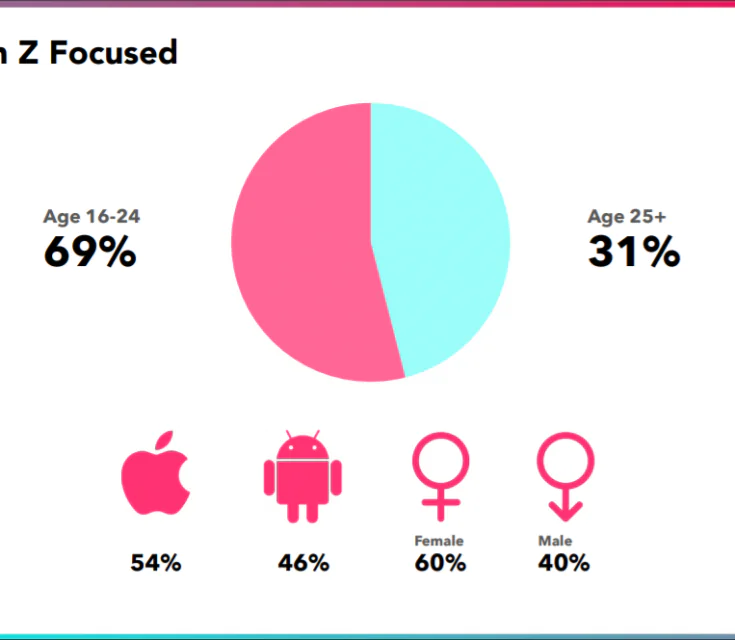 n Z Focused
Age 16-24
69%
Age 25+
31%
54%
46%
Female
60%
Male
40%